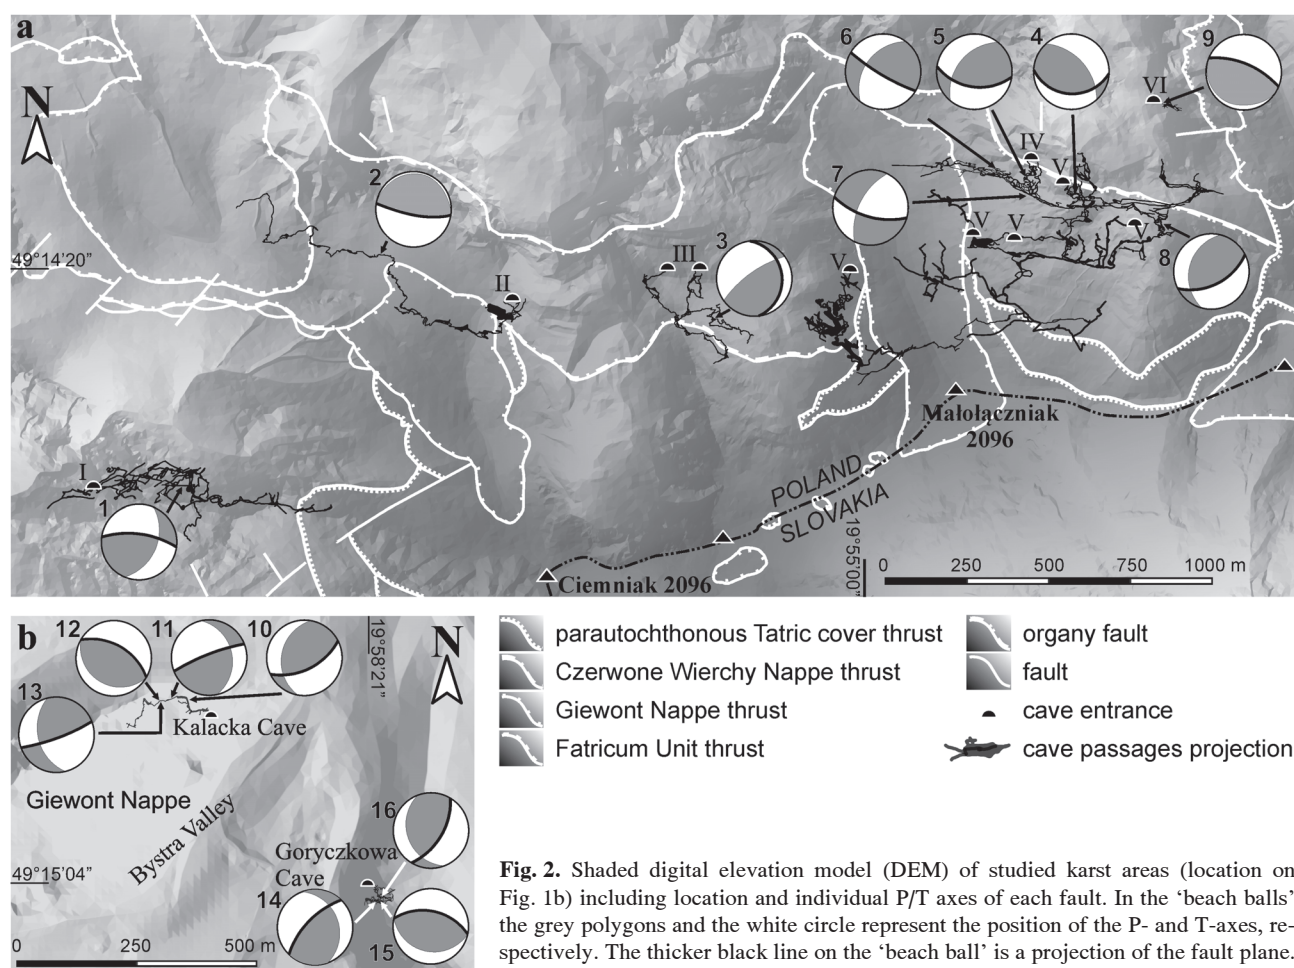 a
N
6
5
4
9
VI
IV
V
2
7
49°14'20"
3
III
II
V
V
V
8
Małołączniak
2096
POLAND
SLOVAKIA
I
1
19°55'00"
Ciemniak 2096
0 250 500 750 1000 m
b
12
11
10
19°58'21"
N
13
Kalacka Cave
Giewont Nappe
Bystra Valley
16
Goryczkowa
Cave
49°15'04"
14
15
0 250 500 m
parautochthonous Tatric cover thrust
Czerwone Wierchy Nappe thrust
Giewont Nappe thrust
Fatricum Unit thrust
organy fault
fault
cave entrance
cave passages projection
Fig. 2. Shaded digital elevation model (DEM) of studied karst areas (location on
Fig. 1b) including location and individual P/T axes of each fault. In the ‘beach balls’
the grey polygons and the white circle represent the position of the P- and T-axes, re-
spectively. The thicker black line on the ‘beach ball’ is a projection of the fault plane.